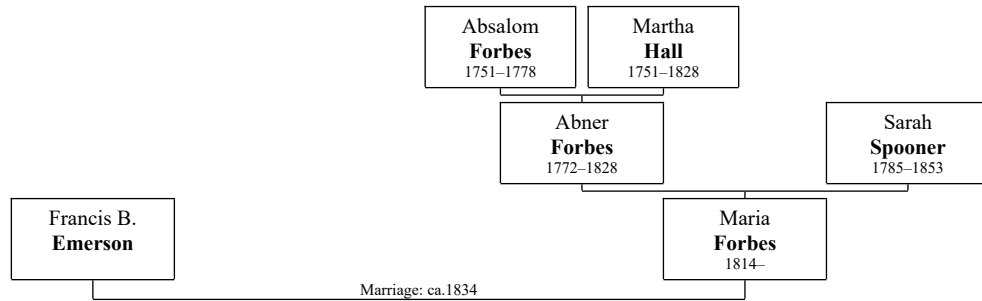 Absalom
Forbes
1751–1778
Martha
Hall
1751–1828
Abner
Forbes
1772–1828
Sarah
Spooner
1785–1853
Francis B.
Emerson
Maria
Forbes
1814–
Marriage: ca.1834